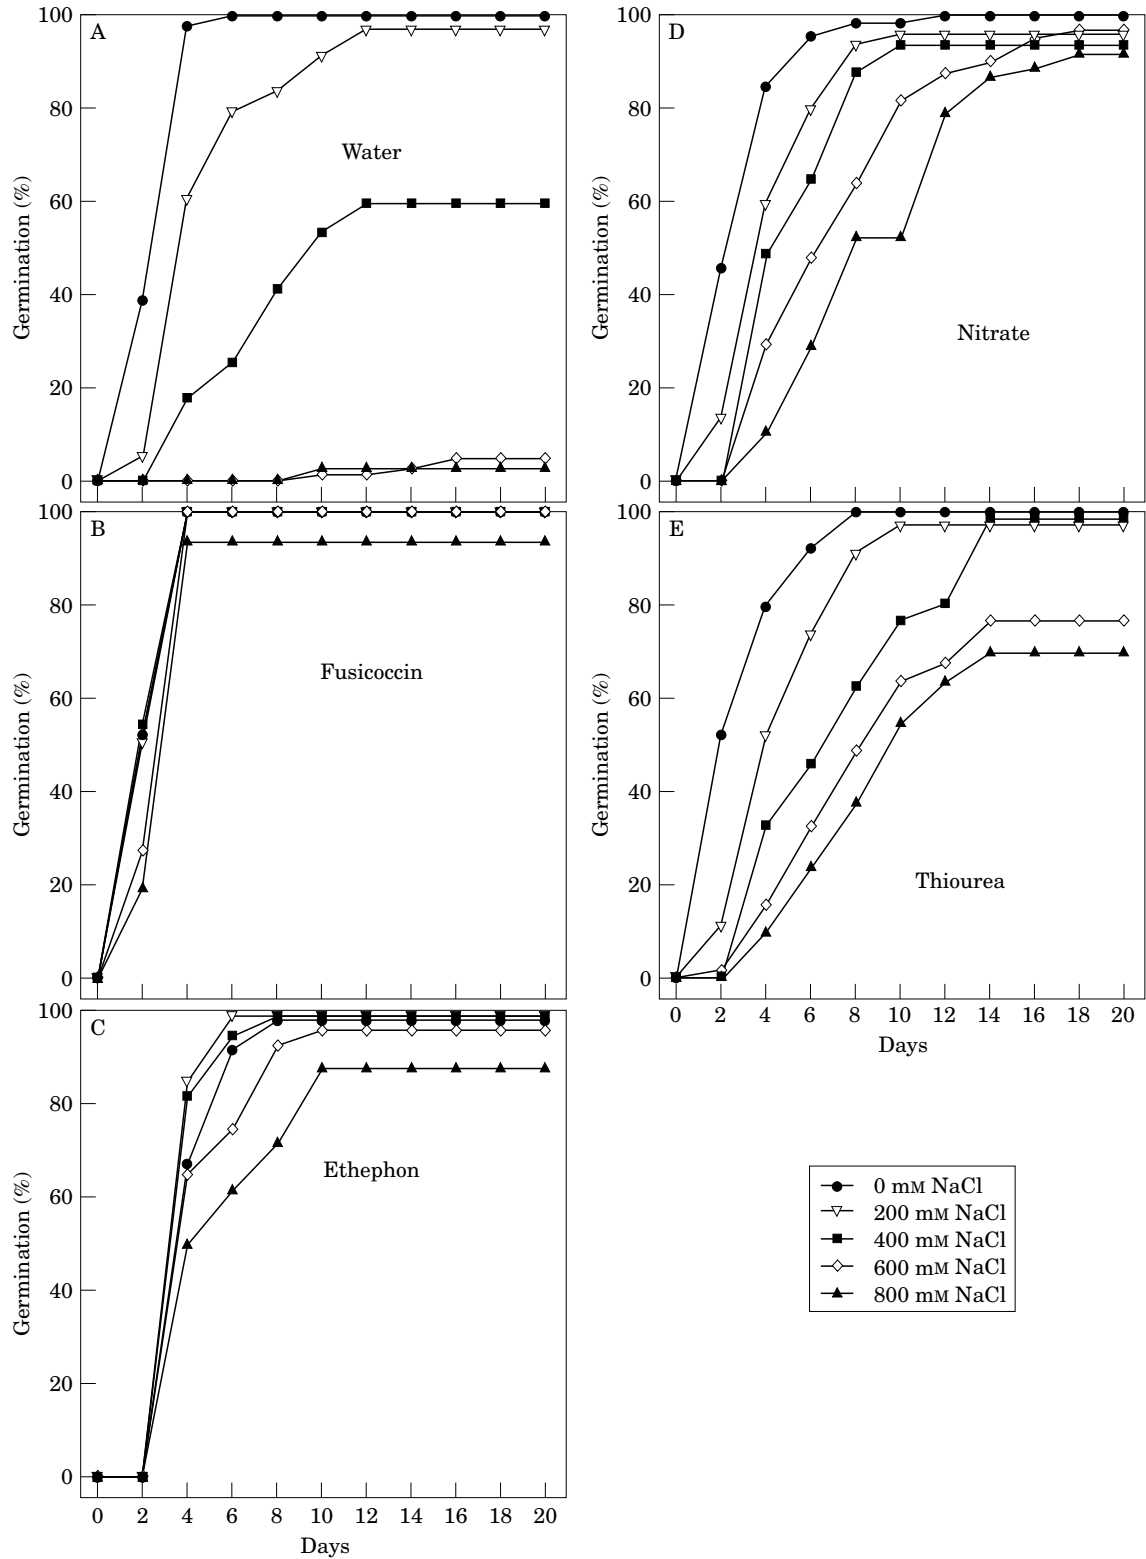 A
Water
Germination (%)
100
80
60
40
20
0
B
Fusicoccin
Germination (%)
100
80
60
40
20
0
C
Ethephon
Germination (%)
100
80
60
40
20
0
0 2 4 6 8 10 12 14 16 18 20
Days
D
Nitrate
Germination (%)
100
80
60
40
20
0
E
Thiourea
Germination (%)
100
80
60
40
20
0
0 2 4 6 8 10 12 14 16 18 20
Days
0 mM NaCl
200 mM NaCl
400 mM NaCl
600 mM NaCl
800 mM NaCl